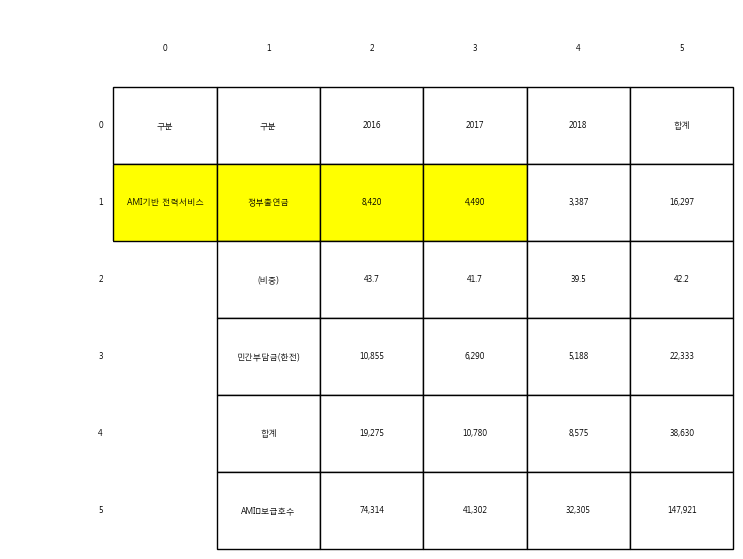 0 1 2 3 4 5
0 구분 구분 2016 2017 2018 합계
1 AMI기반 전력서비스 정부출연금 8,420 4,490 3,387 16,297
2 (비중) 43.7 41.7 39.5 42.2
3 민간부담금(한전) 10,855 6,290 5,188 22,333
4 합계 19,275 10,780 8,575 38,630
5 AMI□보급호수 74,314 41,302 32,305 147,921